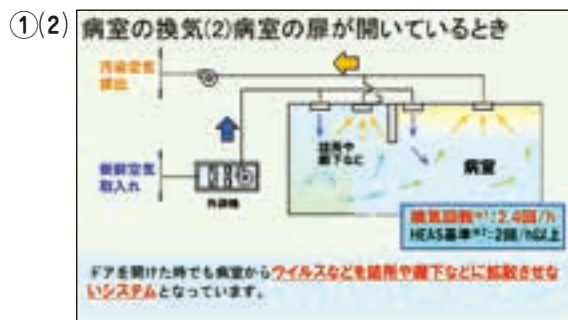 ①(2)
病室の換気(2)病室の扉が開いているとき
汚染空気
排出
新鮮空気
取入れ
外調機
詰所や
廊下など
病室
換気回数※1:2.4回/h
HEAS基準※2:2回/h以上
ドアを開けた時でも病室からウイルスなどを詰所や廊下などに拡散させな
いシステムとなっています。